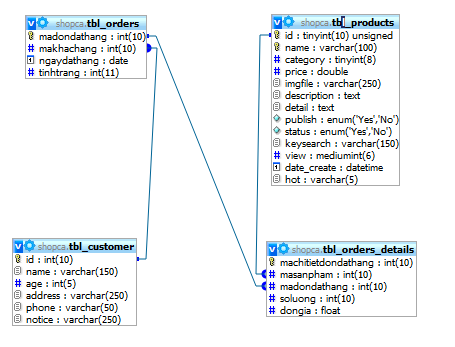 shopca.tbl_orders
madondathang : int(10)
makhachang : int(10)
ngaydathang : date
tinhtrang : int(11)
shopca.tbl_products
id : tinyint(10) unsigned
name : varchar(100)
category : tinyint(8)
price : double
imgfile : varchar(250)
description : text
detail : text
publish : enum('Yes','No')
status : enum('Yes','No')
keysearch : varchar(150)
view : mediumint(6)
date_create : datetime
hot : varchar(5)
shopca.tbl_customer
id : int(10)
name : varchar(150)
age : int(5)
address : varchar(250)
phone : varchar(50)
notice : varchar(250)
shopca.tbl_orders_details
machitietdondathang : int(10)
masanpham : int(10)
madondathang : int(10)
soluong : int(10)
dongia : float